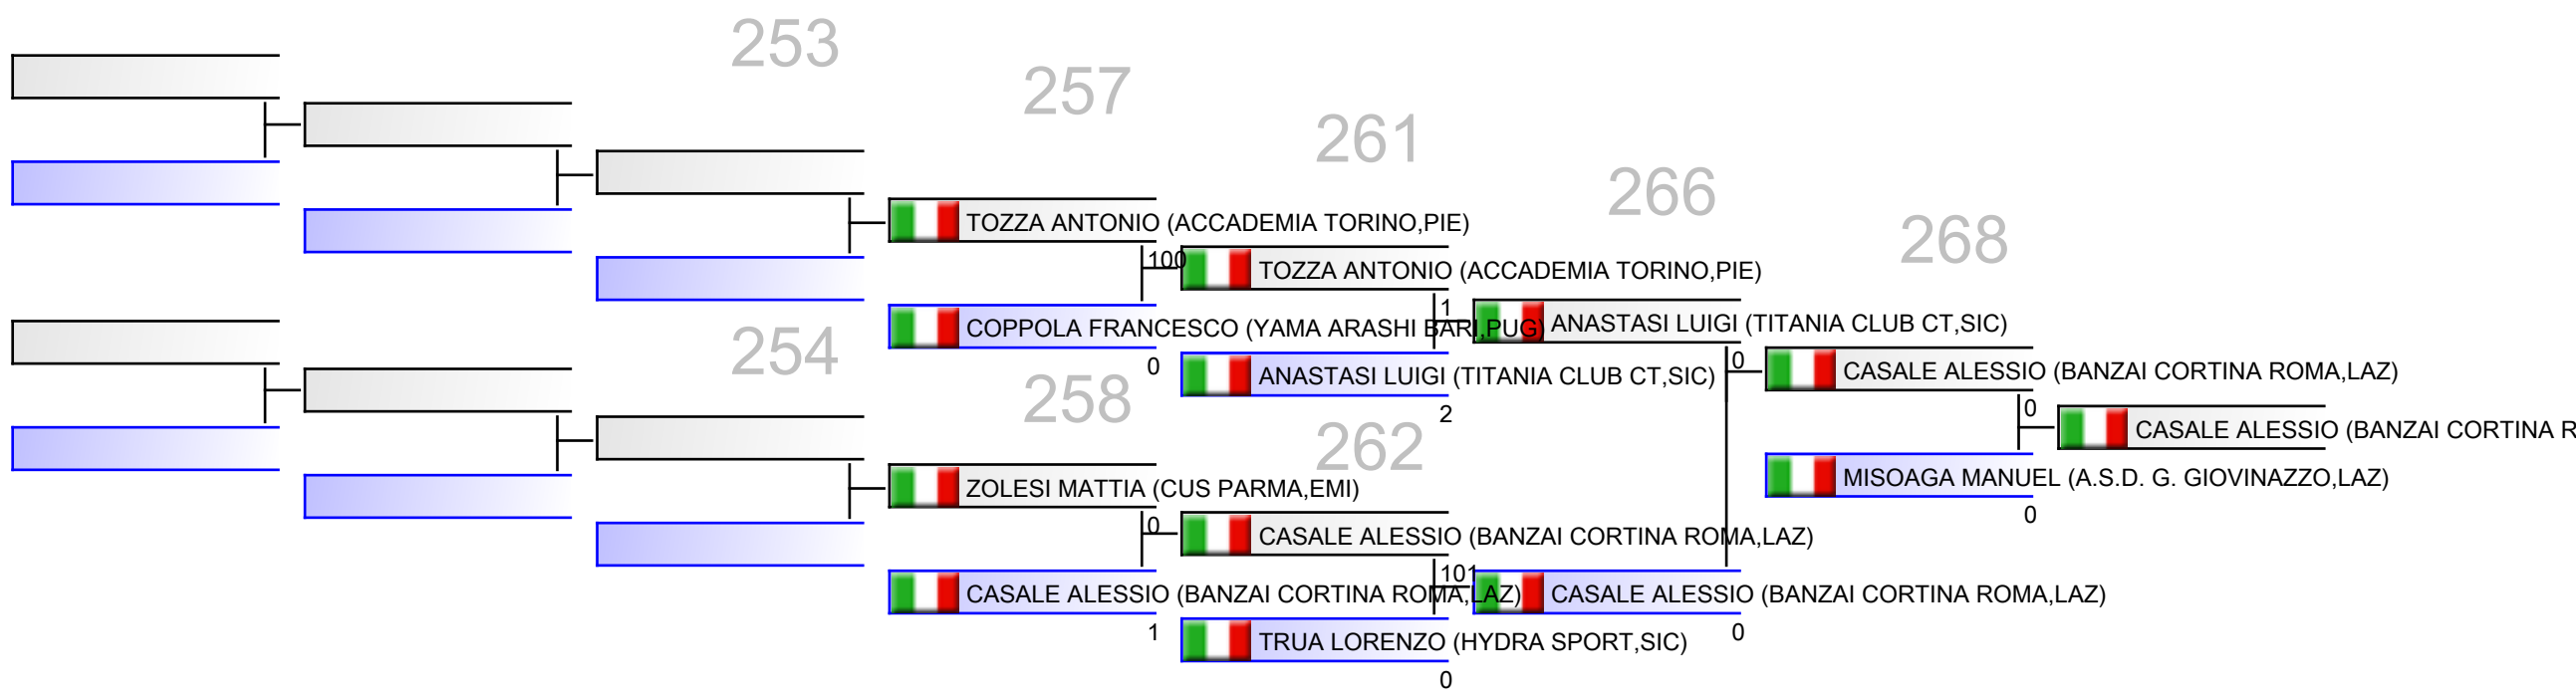 253
257
261
266
268
TOZZA ANTONIO (ACCADEMIA TORINO,PIE)
100
TOZZA ANTONIO (ACCADEMIA TORINO,PIE)
COPPOLA FRANCESCO (YAMA ARASHI BARI,PUG)
0
1
ANASTASI LUIGI (TITANIA CLUB CT,SIC)
ANASTASI LUIGI (TITANIA CLUB CT,SIC)
2
0
CASALE ALESSIO (BANZAI CORTINA ROMA,LAZ)
0
CASALE ALESSIO (BANZAI CORTINA R
MISOAGA MANUEL (A.S.D. G. GIOVINAZZO,LAZ)
0
254
258
262
ZOLESI MATTIA (CUS PARMA,EMI)
0
CASALE ALESSIO (BANZAI CORTINA ROMA,LAZ)
CASALE ALESSIO (BANZAI CORTINA ROMA,LAZ)
1
101
CASALE ALESSIO (BANZAI CORTINA ROMA,LAZ)
0
TRUA LORENZO (HYDRA SPORT,SIC)
0